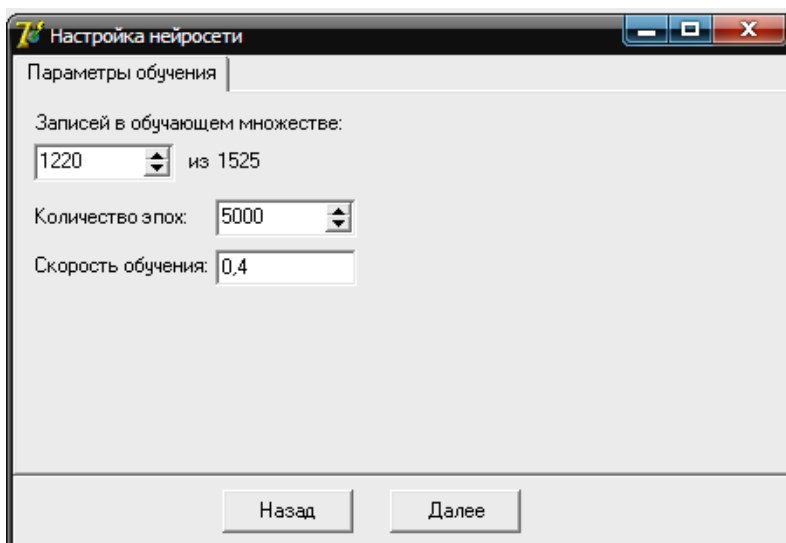 Настройка нейросети
Параметры обучения
Записей в обучающем множестве:
1220 из 1525
Количество эпох: 5000
Скорость обучения: 0,4
Назад Далее